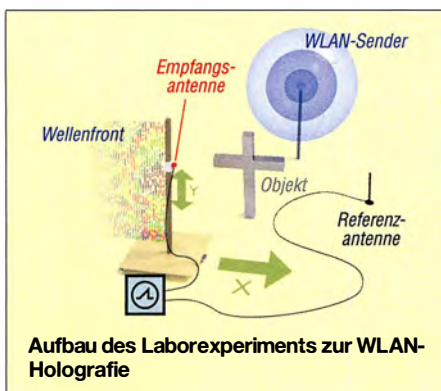 WLAN-Sender
Empfangs-
antenne
Wellenfront
Y
Objekt
Referenz-
antenne
X
Aufbau des Laborexperiments zur WLAN-
Holografie